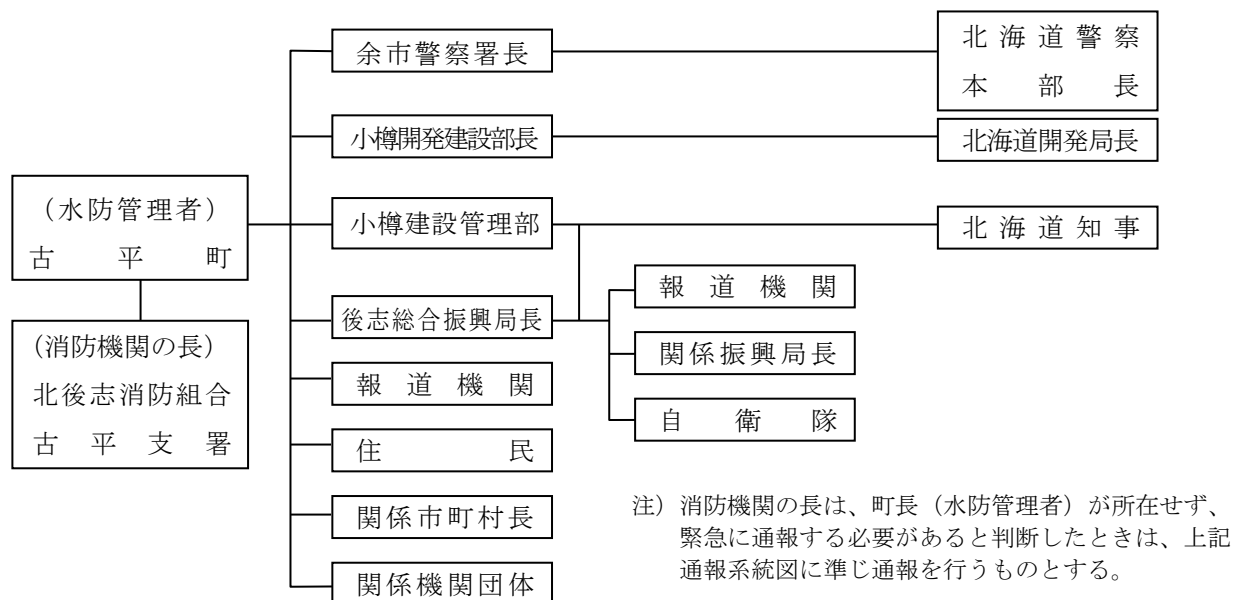 （水防管理者）
古平町
（消防機関の長）
北後志消防組合
古平支署
余市警察署長
小樽開発建設部長
小樽建設管理部
後志総合振興局長
報道機関
住民
関係市町村長
関係機関団体
北海道警察
本部長
北海道開発局長
北海道知事
報道機関
関係振興局長
自衛隊
注）消防機関の長は、町長（水防管理者）が所在せず、
緊急に通報する必要があると判断したときは、上記
通報系統図に準じ通報を行うものとする。